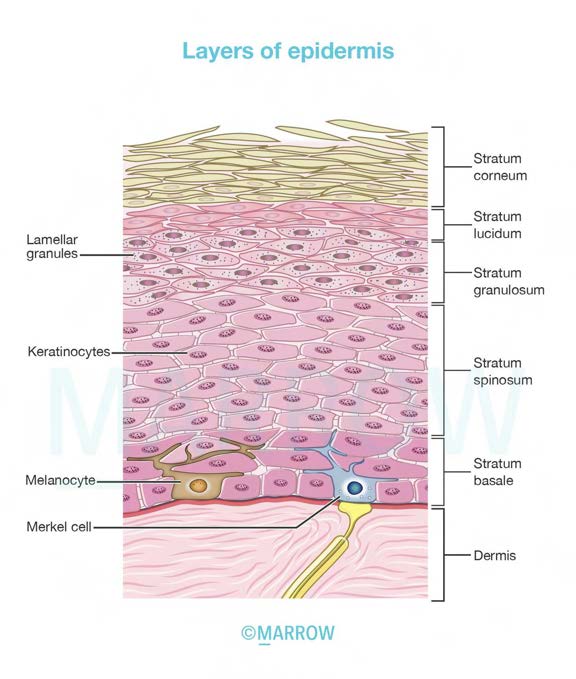 Layers of epidermis
Stratum
corneum
Stratum
lucidum
Lamellar
granules
Stratum
granulosum
Keratinocytes
Stratum
spinosum
MARROW
Melanocyte
Stratum
basale
Merkel cell
Dermis
©MARROW